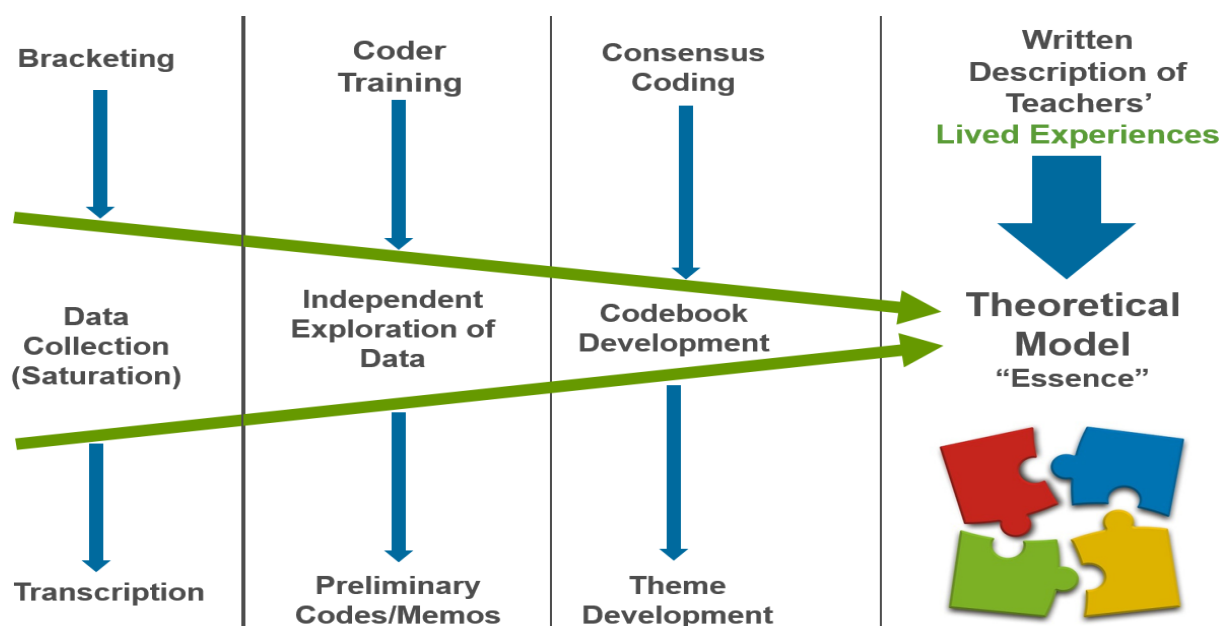 Bracketing
Data
Collection
(Saturation)
Transcription
Coder
Training
Independent
Exploration of
Data
Preliminary
Codes/Memos
Consensus
Coding
Codebook
Development
Theme
Development
Written
Description of
Teachers’
Lived Experiences
Theoretical
Model
“Essence”